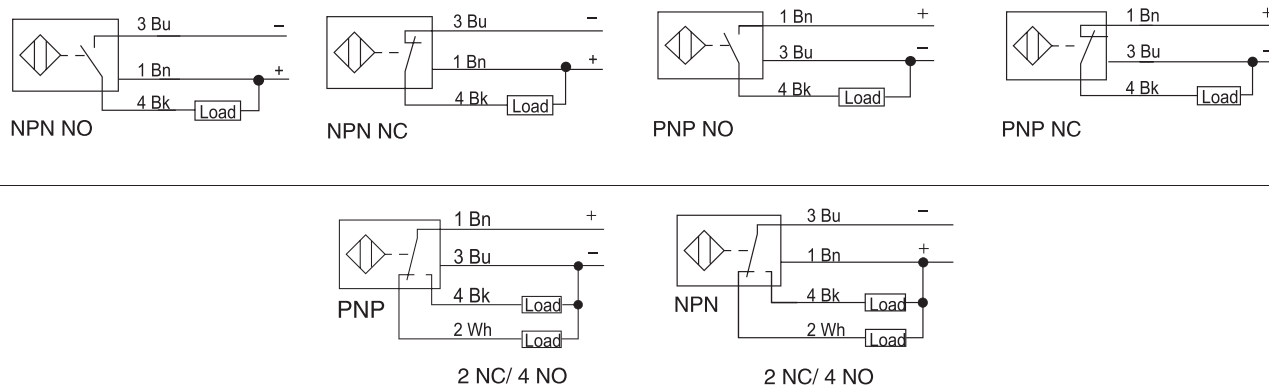 3 Bu −
1 Bn +
4 Bk Load
NPN NO
3 Bu −
1 Bn +
4 Bk Load
NPN NC
1 Bn +
3 Bu −
4 Bk Load
PNP NO
1 Bn +
3 Bu −
4 Bk Load
PNP NC
1 Bn +
3 Bu −
4 Bk Load
2 Wh Load
PNP
2 NC/ 4 NO
3 Bu −
1 Bn +
4 Bk Load
2 Wh Load
NPN
2 NC/ 4 NO